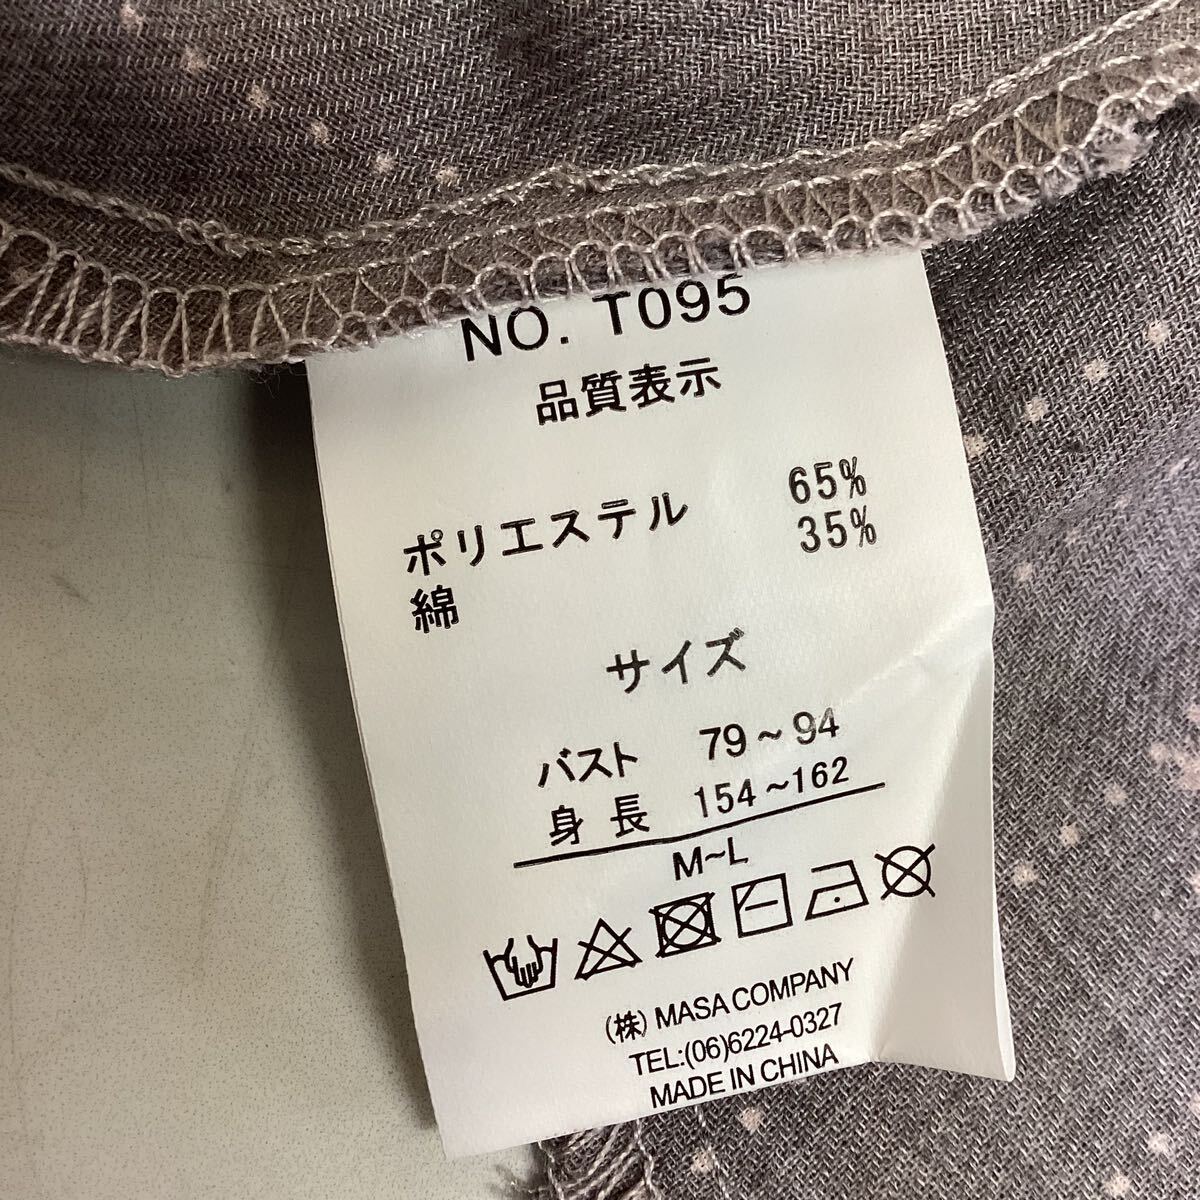 NO. T095
品質表示
ポリエステル 65%
綿 35%
サイズ
バスト 79~94
身長 154~162
M~L
(株) MASA COMPANY
TEL:(06)6224-0327
MADE IN CHINA